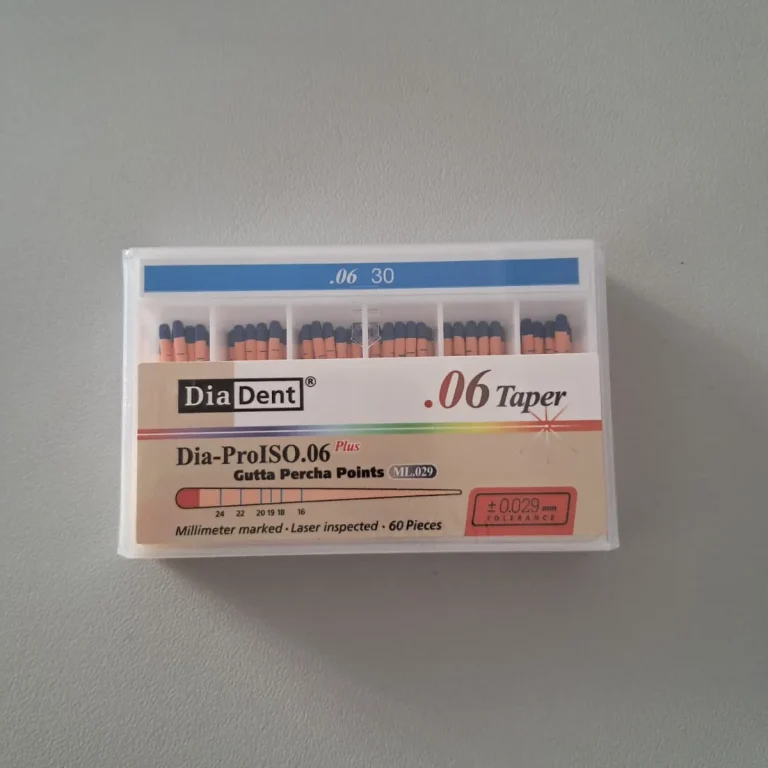 .06 30
DiaDent®
.06 Taper
Dia-ProISO.06 Plus
Gutta Percha Points ML.029
24 22 20 19 18 16
± 0.029 mm
TOLERANCE
Millimeter marked · Laser inspected · 60 Pieces